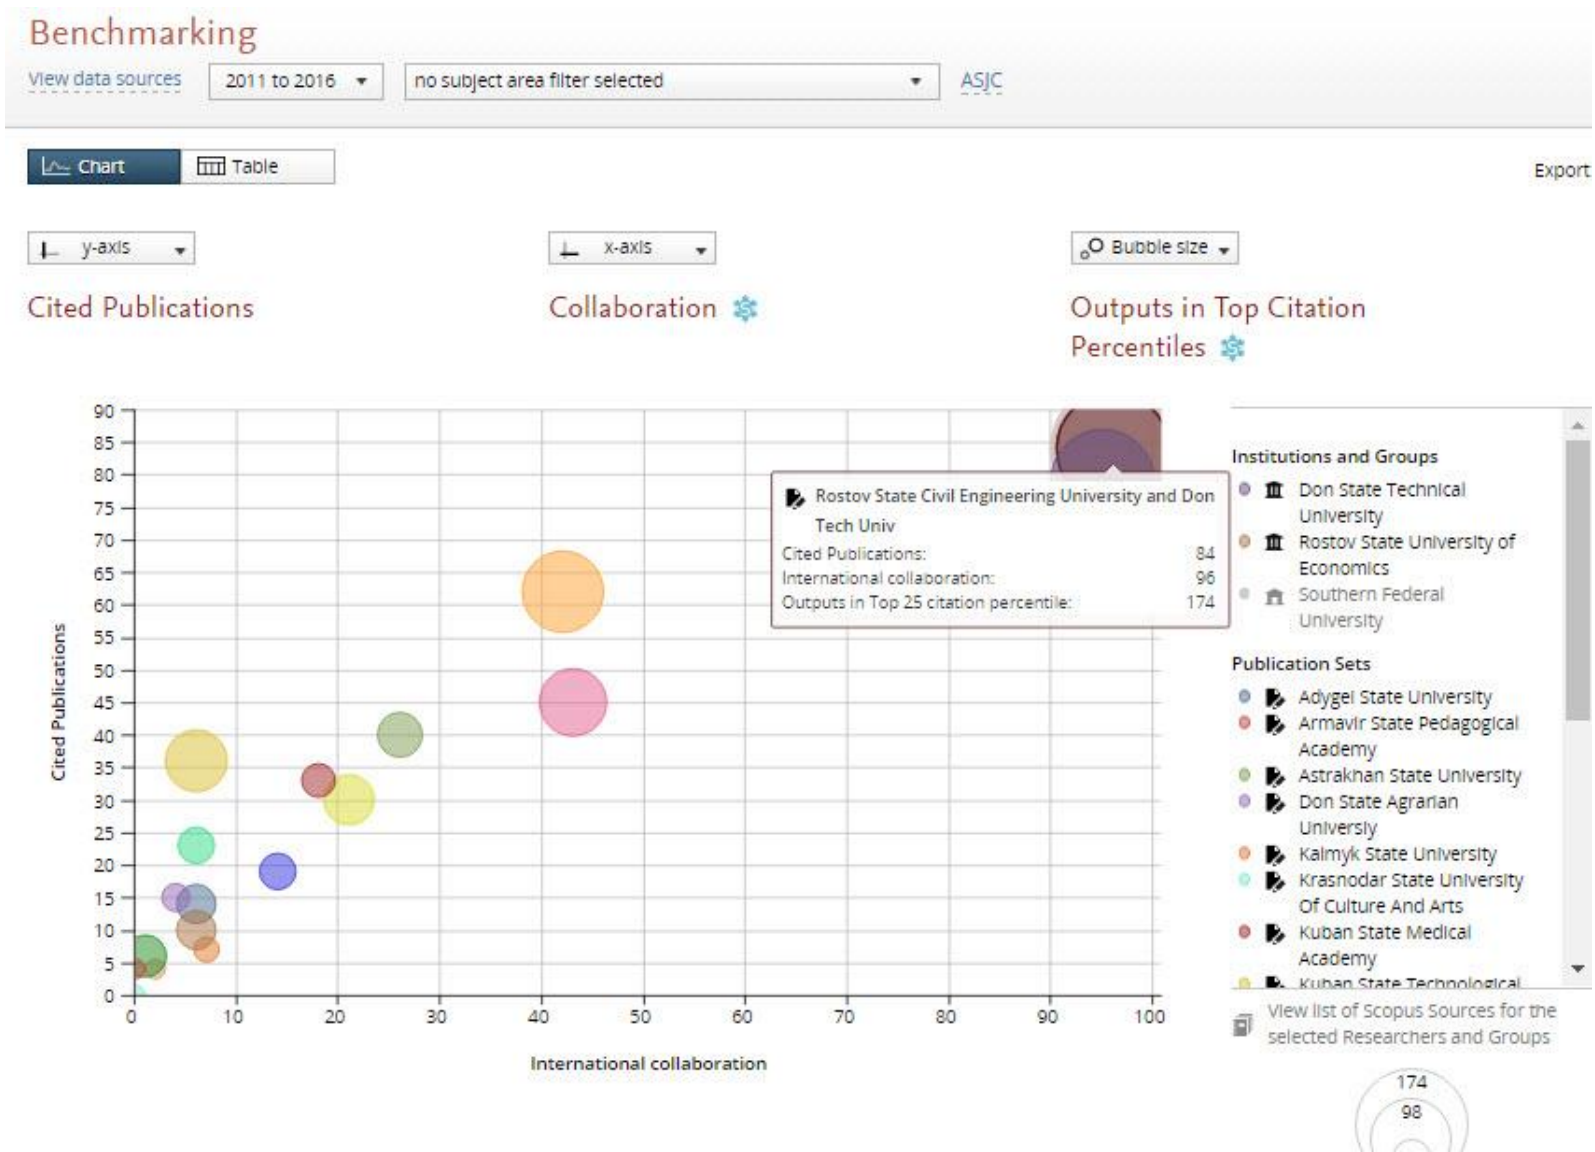 Benchmarking
View data sources
2011 to 2016
no subject area filter selected
ASJC
Chart
Table
Export
y-axis
x-axis
Bubble size
Cited Publications
Collaboration
Outputs in Top Citation
Percentiles
90
85
80
75
70
65
60
55
50
45
40
35
30
25
20
15
10
5
0
Cited Publications
0
10
20
30
40
50
60
70
80
90
100
International collaboration
Rostov State Civil Engineering University and Don
Tech Univ
Cited Publications: 84
International collaboration: 96
Outputs in Top 25 citation percentile: 174
Institutions and Groups
Don State Technical
University
Rostov State University of
Economics
Southern Federal
University
Publication Sets
Adygei State University
Armavir State Pedagogical
Academy
Astrakhan State University
Don State Agrarian
Universiy
Kalmyk State University
Krasnodar State University
Of Culture And Arts
Kuban State Medical
Academy
Kuban State Technological
View list of Scopus Sources for the
selected Researchers and Groups
174
98